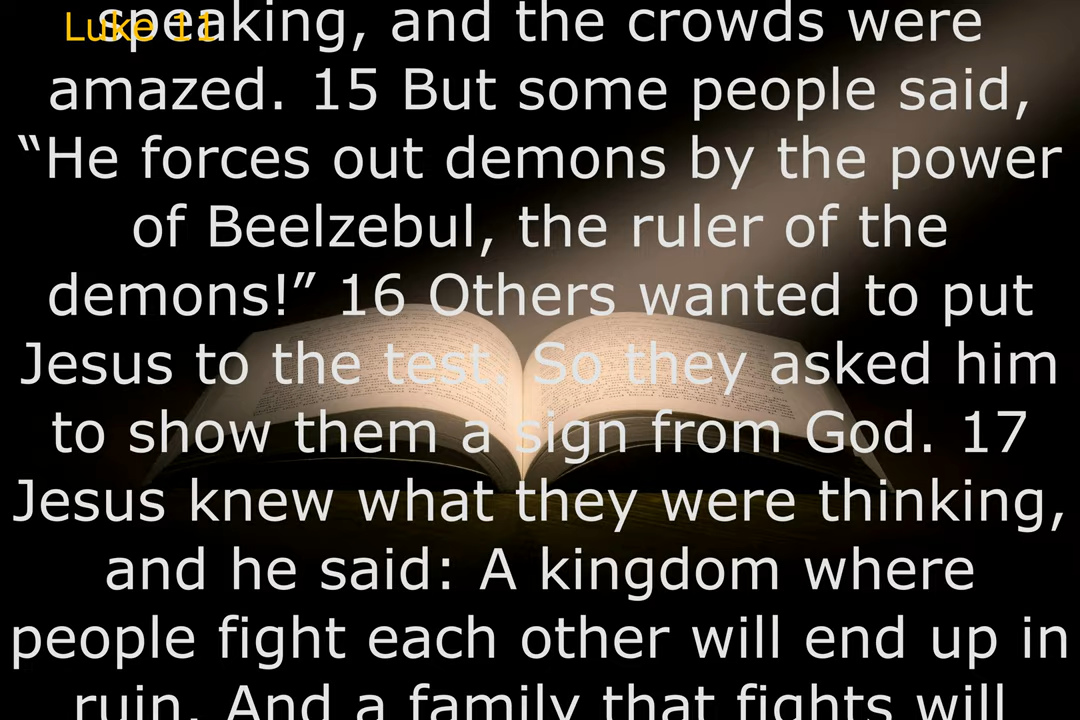 Luke 11
speaking, and the crowds were
amazed. 15 But some people said,
“He forces out demons by the power
of Beelzebul, the ruler of the
demons!” 16 Others wanted to put
Jesus to the test. So they asked him
to show them a sign from God. 17
Jesus knew what they were thinking,
and he said: A kingdom where
people fight each other will end up in
ruin. And a family that fights will